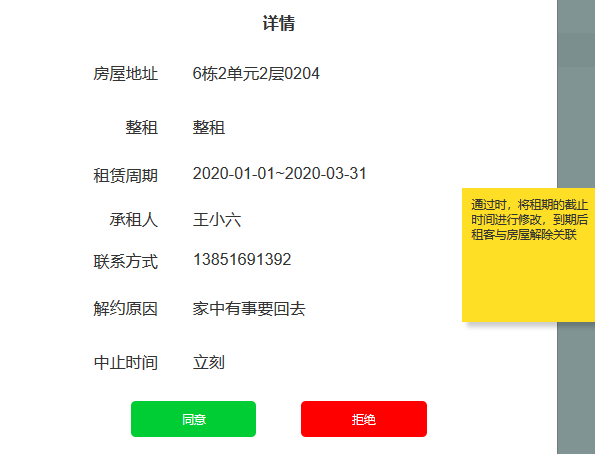 详情
房屋地址 6栋2单元2层0204
整租 整租
租赁周期 2020-01-01~2020-03-31
承租人 王小六
联系方式 13851691392
解约原因 家中有事要回去
中止时间 立刻
同意 拒绝
通过时，将租期的截止
时间进行修改，到期后
租客与房屋解除关联